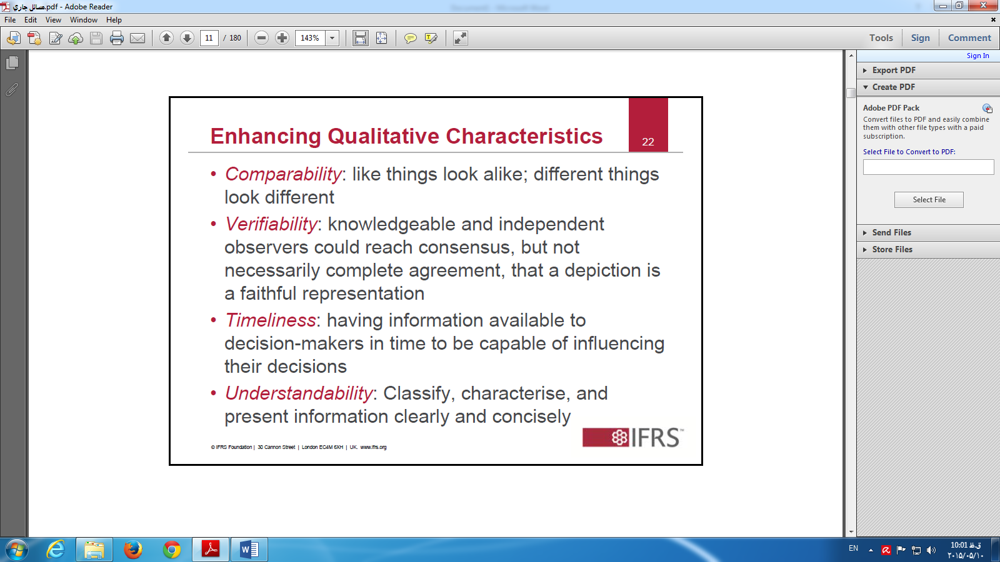 مسائل جاري.pdf - Adobe Reader
File Edit View Window Help
11 / 180 143%
Tools Sign Comment
Sign In
Export PDF
Create PDF
Adobe PDF Pack
Convert files to PDF and easily combine
them with other file types with a paid
subscription.
Select File to Convert to PDF:
Select File
Send Files
Store Files
Enhancing Qualitative Characteristics
22
• Comparability: like things look alike; different things
look different
• Verifiability: knowledgeable and independent
observers could reach consensus, but not
necessarily complete agreement, that a depiction is
a faithful representation
• Timeliness: having information available to
decision-makers in time to be capable of influencing
their decisions
• Understandability: Classify, characterise, and
present information clearly and concisely
© IFRS Foundation | 30 Cannon Street | London EC4M 6XH | UK. www.ifrs.org
IFRS™
EN
10:01 ق.ظ
٢٠١٥/٠٥/١٠